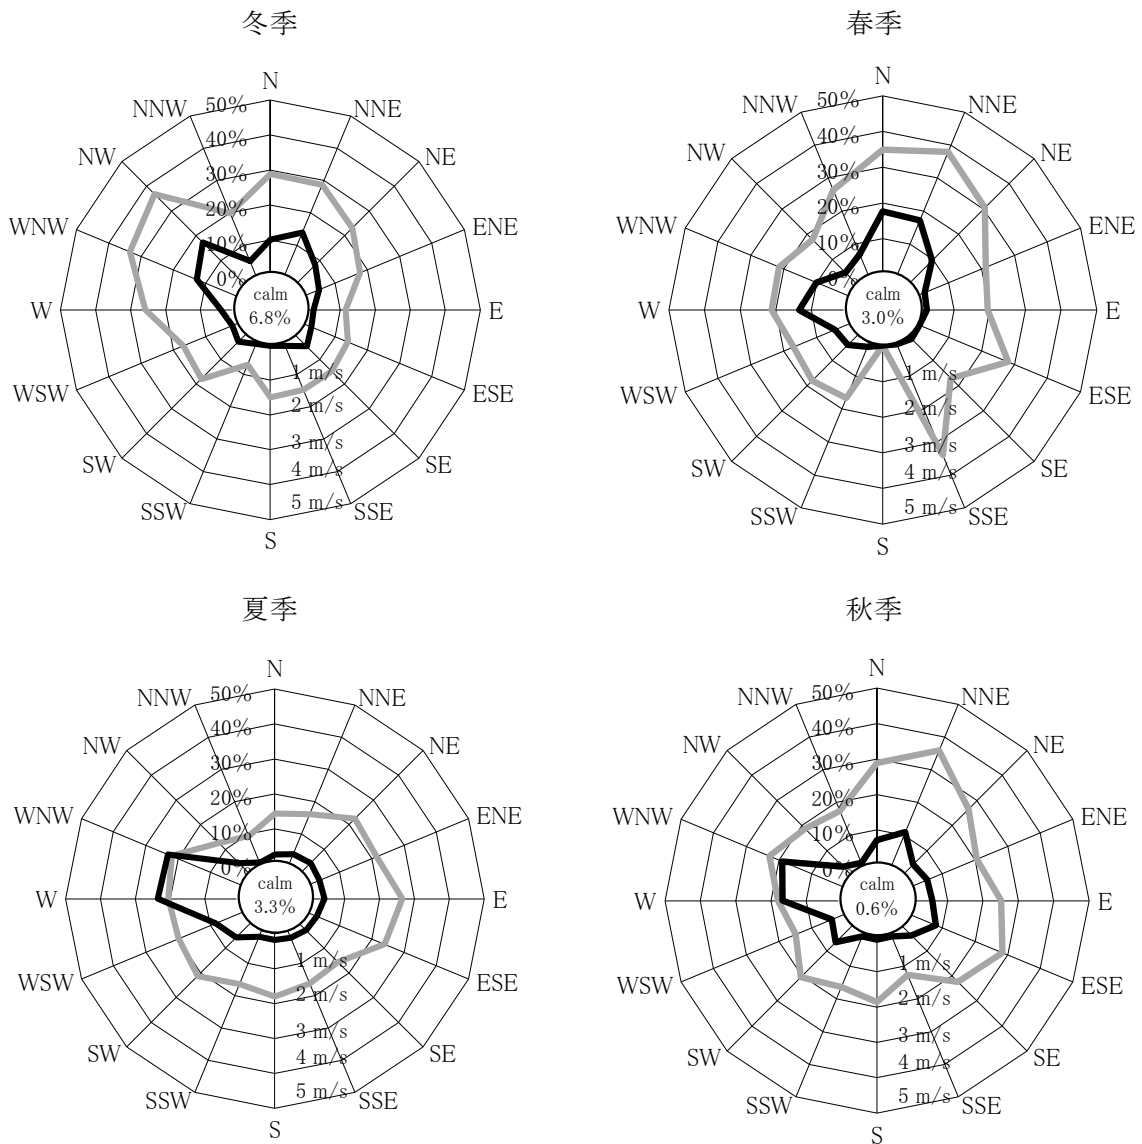 冬季
N
NNE
NE
ENE
E
ESE
SE
SSE
S
SSW
SW
WSW
W
WNW
NW
NNW
50%
40%
30%
20%
10%
0%
calm
6.8%
1 m/s
2 m/s
3 m/s
4 m/s
5 m/s
春季
N
NNE
NE
ENE
E
ESE
SE
SSE
S
SSW
SW
WSW
W
WNW
NW
NNW
50%
40%
30%
20%
10%
0%
calm
3.0%
1 m/s
2 m/s
3 m/s
4 m/s
5 m/s
夏季
N
NNE
NE
ENE
E
ESE
SE
SSE
S
SSW
SW
WSW
W
WNW
NW
NNW
50%
40%
30%
20%
10%
0%
calm
3.3%
1 m/s
2 m/s
3 m/s
4 m/s
5 m/s
秋季
N
NNE
NE
ENE
E
ESE
SE
SSE
S
SSW
SW
WSW
W
WNW
NW
NNW
50%
40%
30%
20%
10%
0%
calm
0.6%
1 m/s
2 m/s
3 m/s
4 m/s
5 m/s